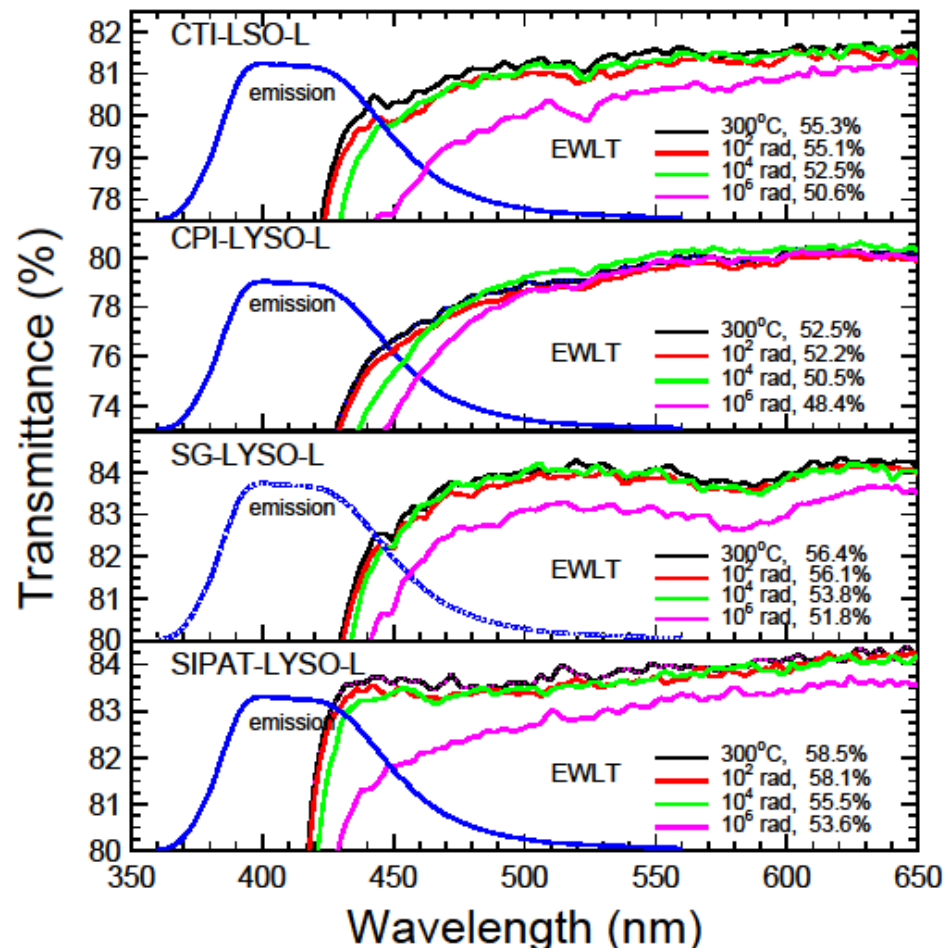 Transmittance (%)
82
81
80
79
78
CTI-LSO-L
emission
EWLT
300°C, 55.3%
10² rad, 55.1%
10⁴ rad, 52.5%
10⁶ rad, 50.6%
80
78
76
74
CPI-LYSO-L
emission
EWLT
300°C, 52.5%
10² rad, 52.2%
10⁴ rad, 50.5%
10⁶ rad, 48.4%
84
83
82
81
80
SG-LYSO-L
emission
EWLT
300°C, 56.4%
10² rad, 56.1%
10⁴ rad, 53.8%
10⁶ rad, 51.8%
84
83
82
81
80
SIPAT-LYSO-L
emission
EWLT
300°C, 58.5%
10² rad, 58.1%
10⁴ rad, 55.5%
10⁶ rad, 53.6%
350 400 450 500 550 600 650
Wavelength (nm)